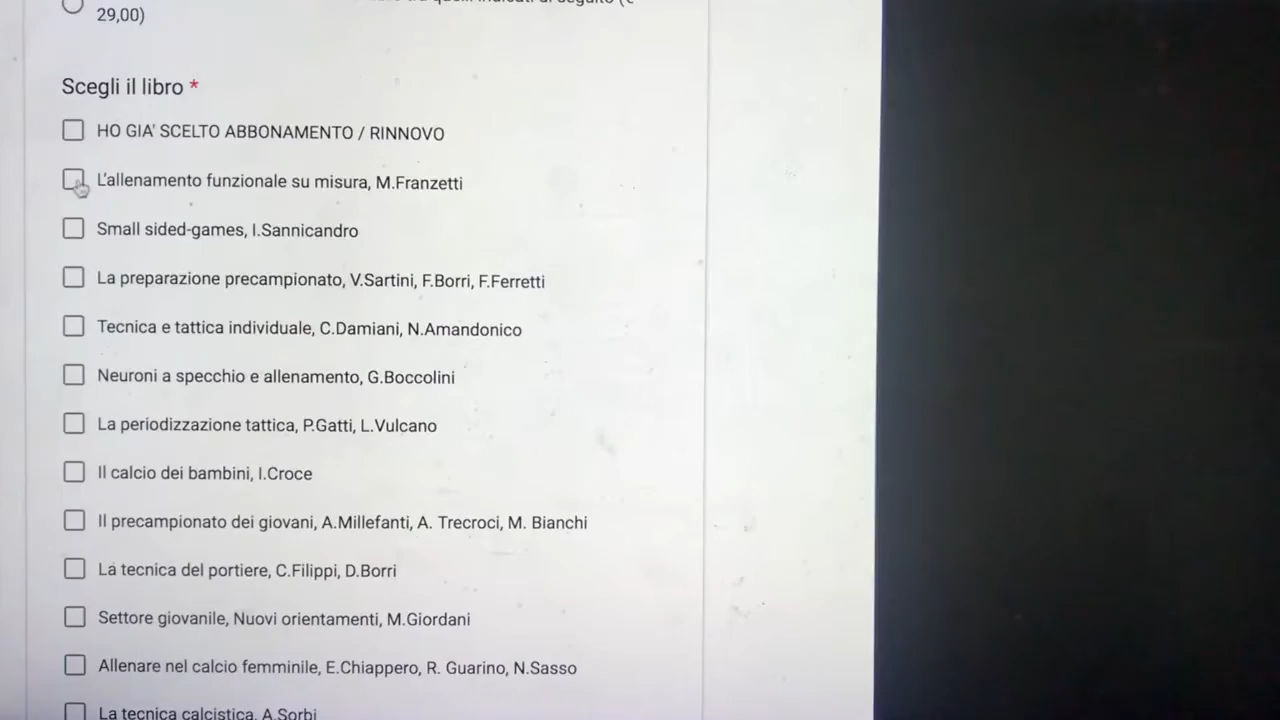 29,00)
Scegli il libro *
HO GIA' SCELTO ABBONAMENTO / RINNOVO
L'allenamento funzionale su misura, M.Franzetti
Small sided-games, I.Sannicandro
La preparazione precampionato, V.Sartini, F.Borri, F.Ferretti
Tecnica e tattica individuale, C.Damiani, N.Amandonico
Neuroni a specchio e allenamento, G.Boccolini
La periodizzazione tattica, P.Gatti, L.Vulcano
Il calcio dei bambini, I.Croce
Il precampionato dei giovani, A.Millefanti, A. Trecroci, M. Bianchi
La tecnica del portiere, C.Filippi, D.Borri
Settore giovanile, Nuovi orientamenti, M.Giordani
Allenare nel calcio femminile, E.Chiappero, R. Guarino, N.Sasso
La tecnica calcistica, A.Sorbi